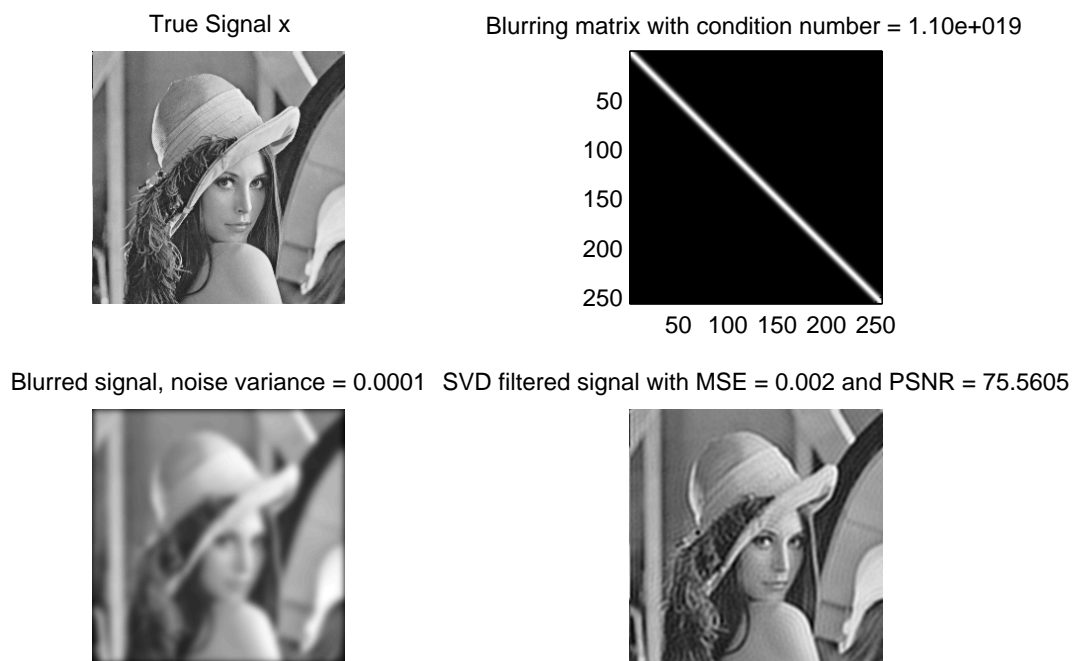 True Signal x
Blurring matrix with condition number = 1.10e+019
50
100
150
200
250
50 100 150 200 250
Blurred signal, noise variance = 0.0001
SVD filtered signal with MSE = 0.002 and PSNR = 75.5605